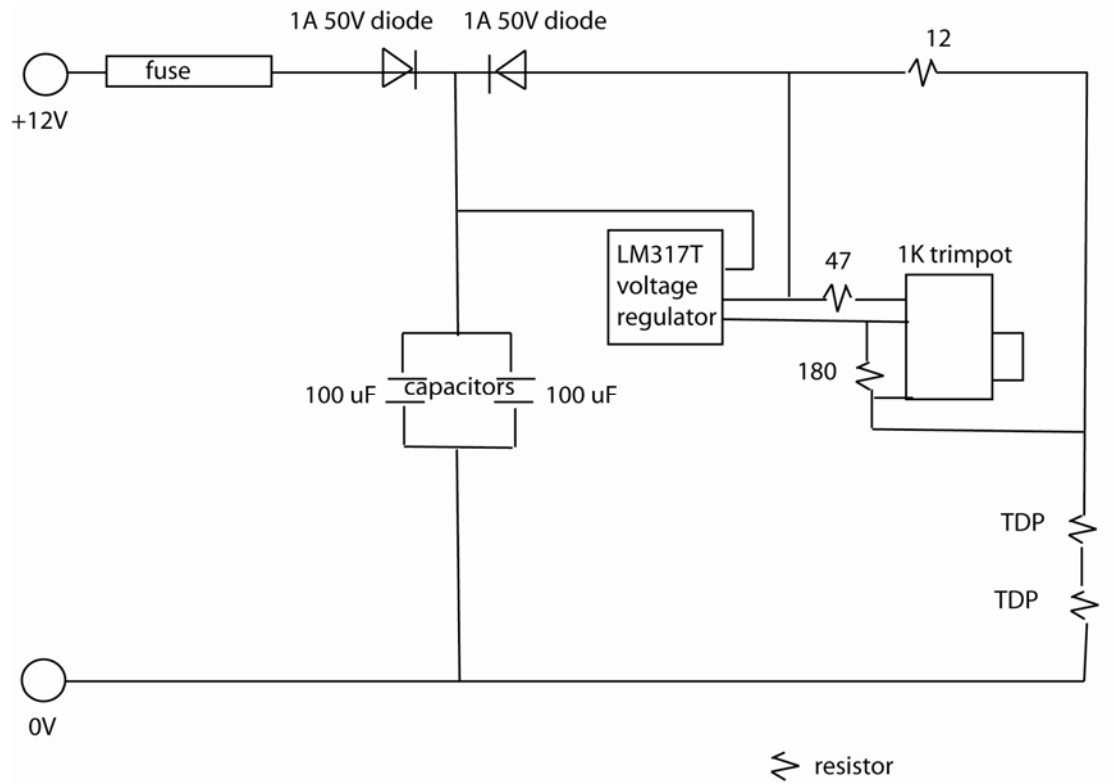 1A 50V diode
1A 50V diode
12
fuse
+12V
LM317T
voltage
regulator
47
1K trimpot
180
100 uF
capacitors
100 uF
TDP
TDP
0V
resistor